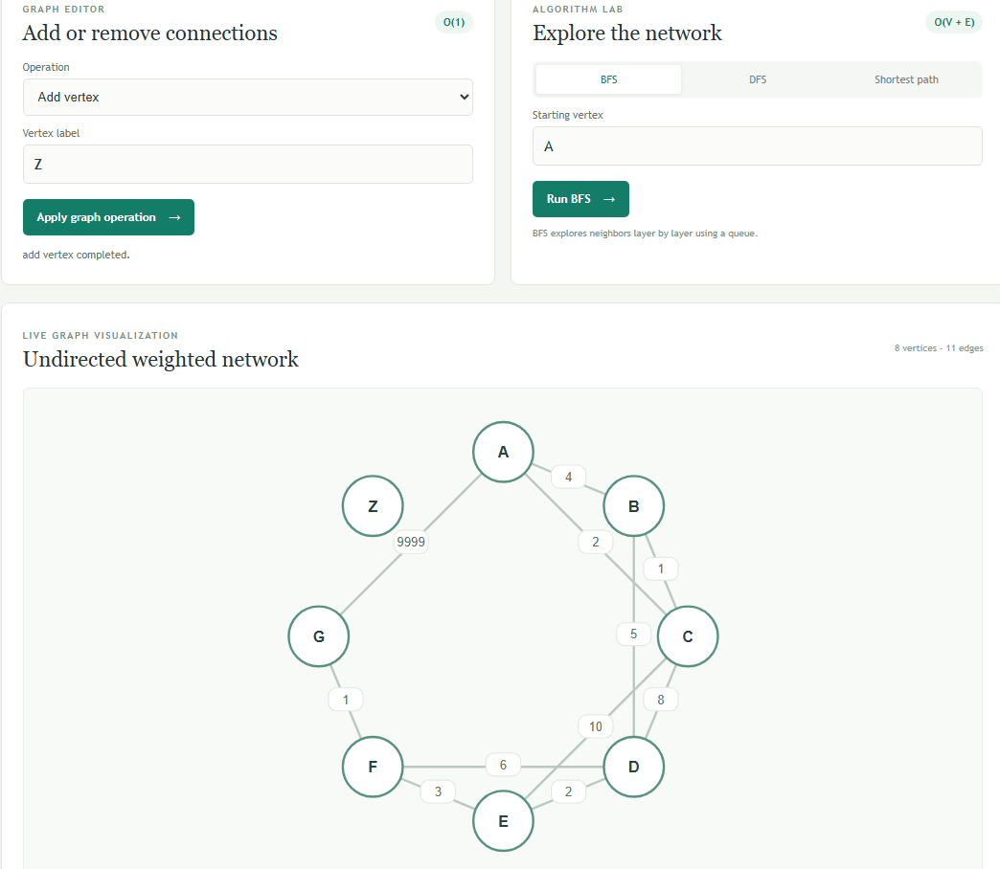 GRAPH EDITOR
Add or remove connections
O(1)
Operation
Add vertex
Vertex label
Z
Apply graph operation →
add vertex completed.
ALGORITHM LAB
Explore the network
O(V + E)
BFS DFS Shortest path
Starting vertex
A
Run BFS →
BFS explores neighbors layer by layer using a queue.
LIVE GRAPH VISUALIZATION
Undirected weighted network
8 vertices · 11 edges
A
4
Z
B
9999
2
1
G
5
C
1
8
10
F
6
D
3
2
E